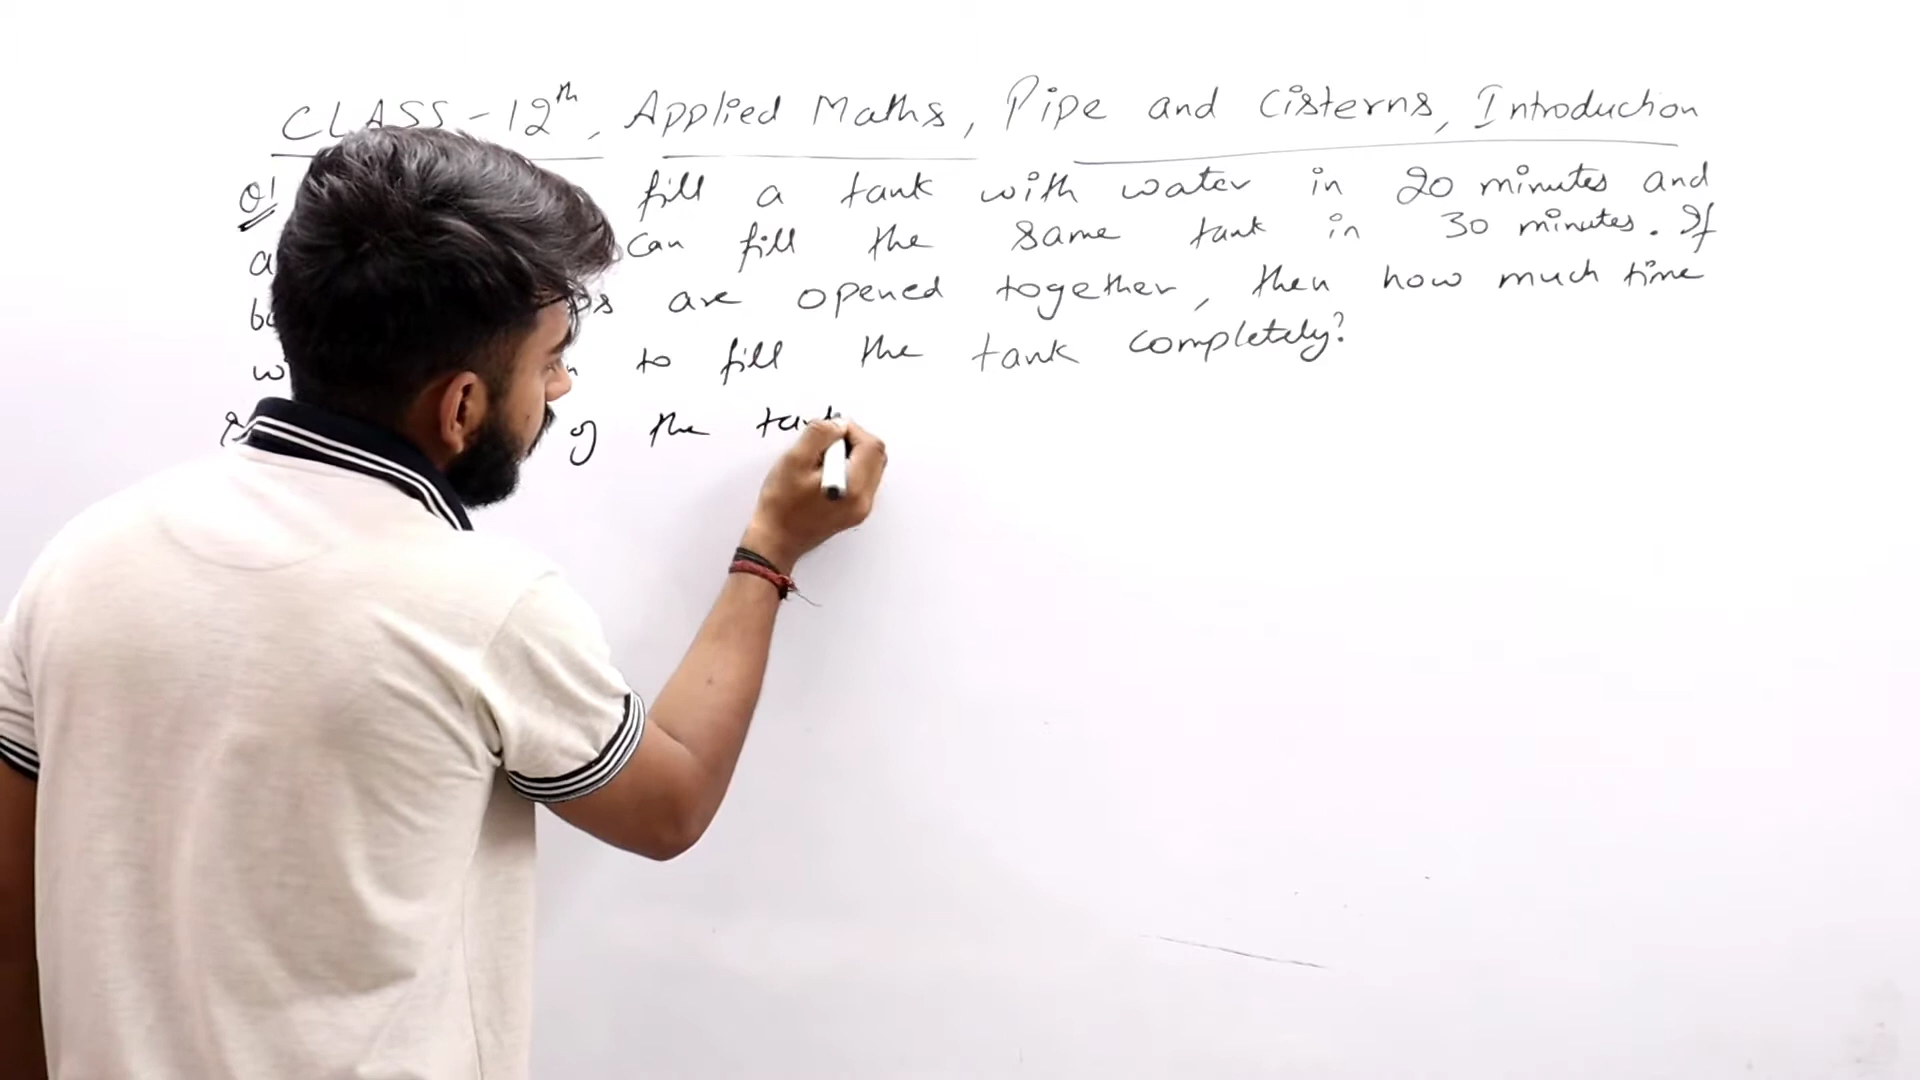 CLASS-12th, Applied Maths, Pipe and Cisterns, Introduction
Q1 fill a tank with water in 20 minutes and
can fill the same tank in 30 minutes. If
are opened together, then how much time
to fill the tank completely?
of the tank